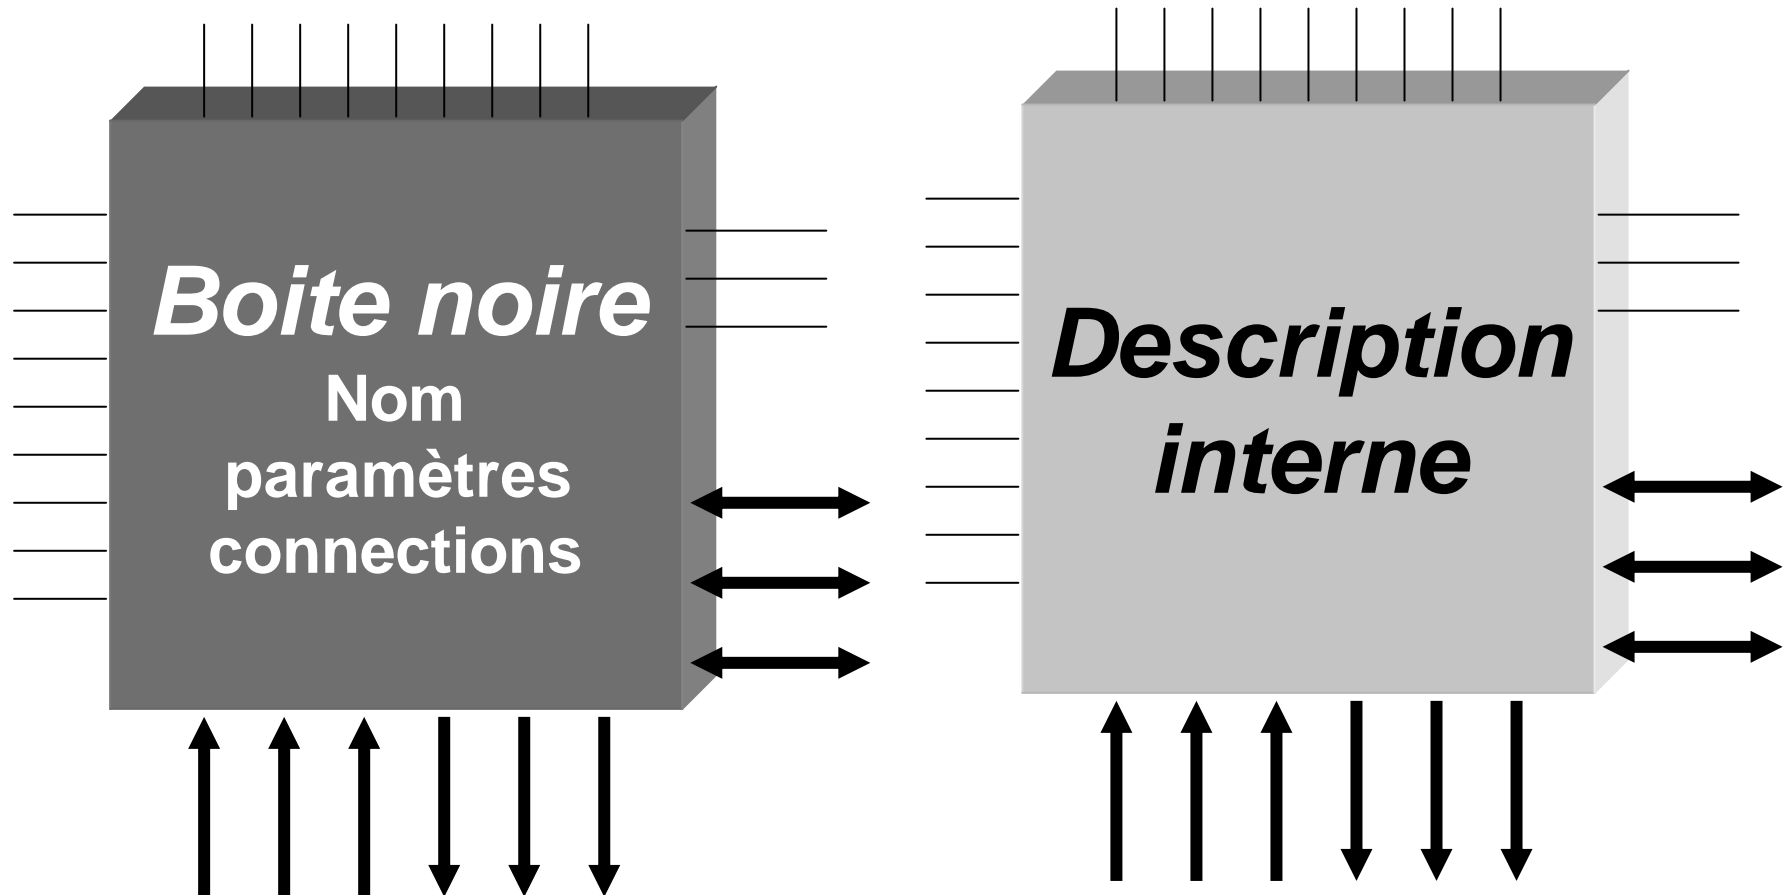 Boite noire
Nom
paramètres
connections
Description
interne